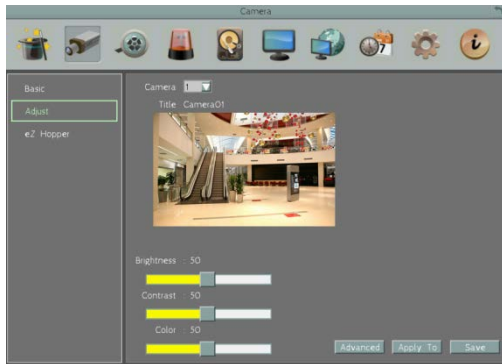 Camera
7
i
Basic
Adjust
eZ Hopper
Camera 1
Title Camera01
Brightness : 50
Contrast : 50
Color : 50
Advanced Apply To Save